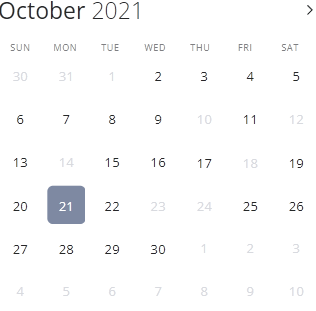 October 2021
SUN MON TUE WED THU FRI SAT
30 31 1 2 3 4 5
6 7 8 9 10 11 12
13 14 15 16 17 18 19
20 21 22 23 24 25 26
27 28 29 30 1 2 3
4 5 6 7 8 9 10